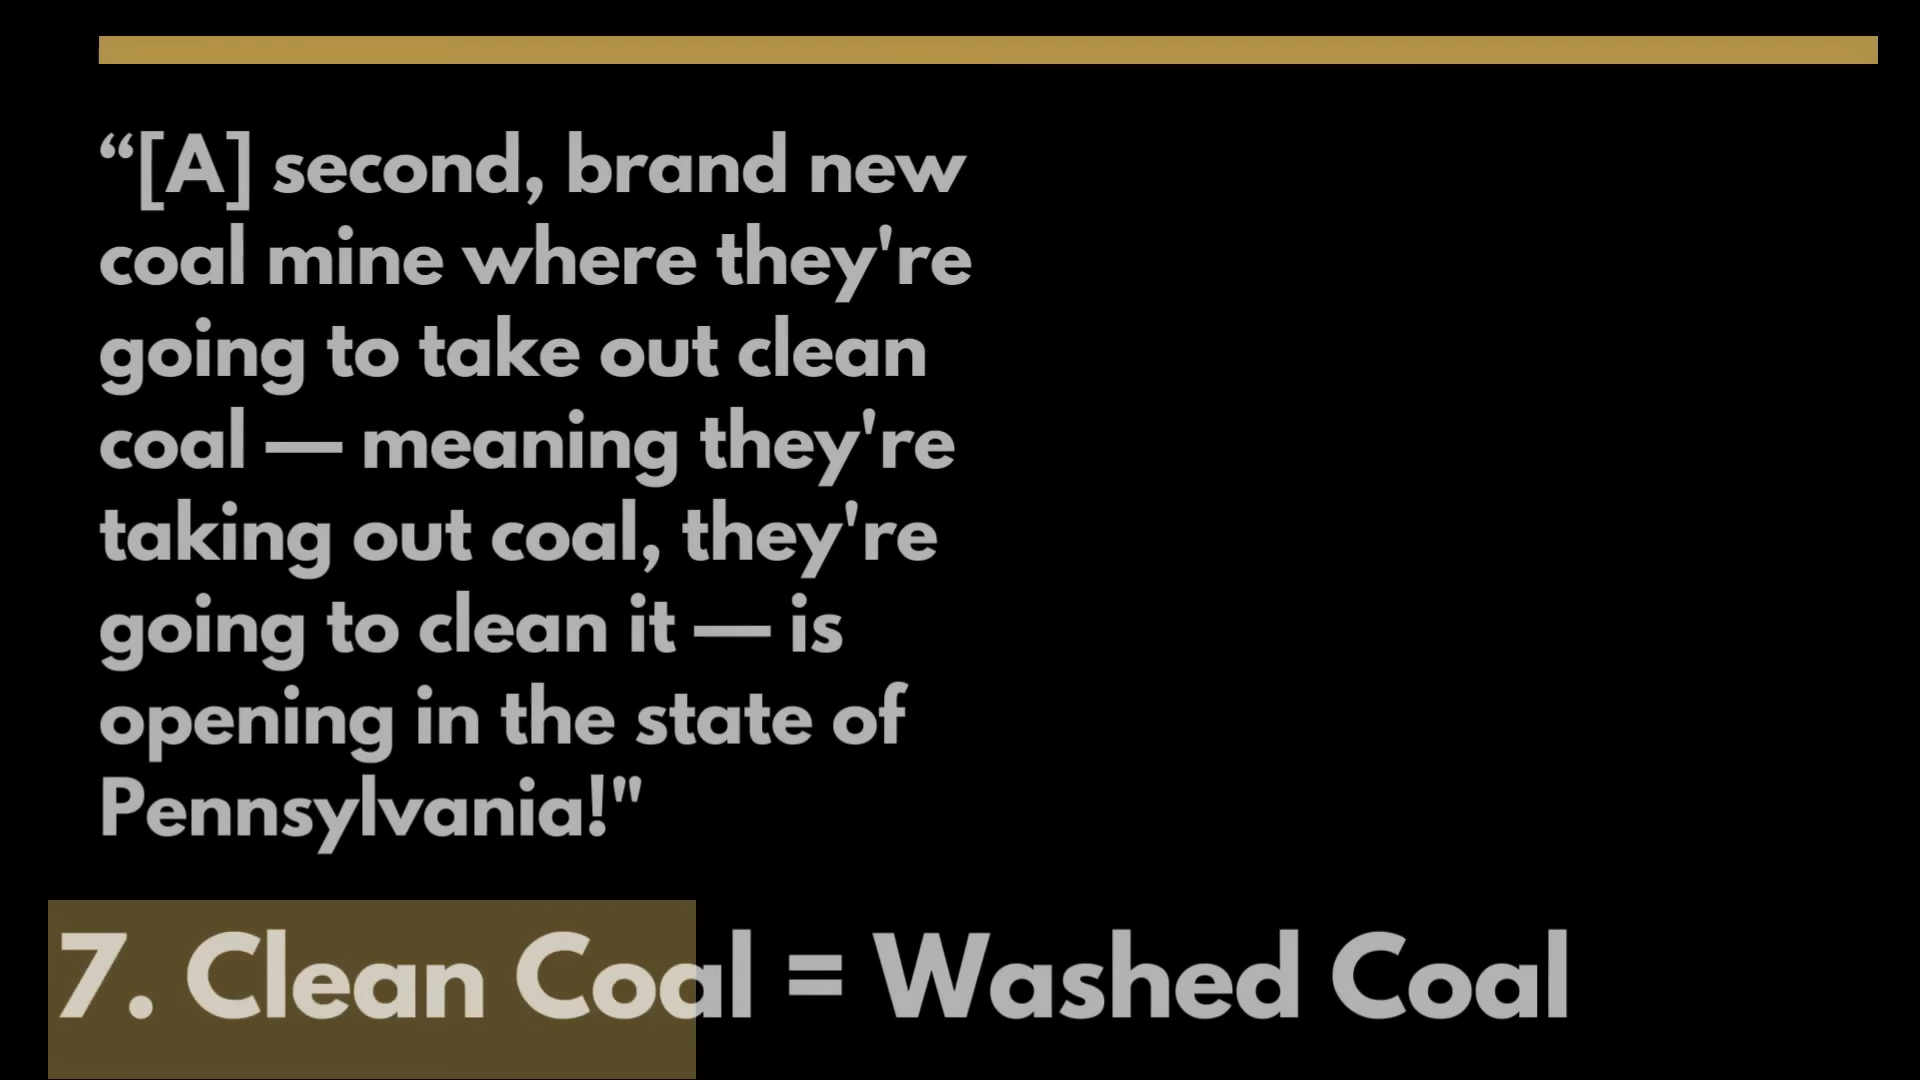 “[A] second, brand new
coal mine where they're
going to take out clean
coal — meaning they're
taking out coal, they're
going to clean it — is
opening in the state of
Pennsylvania!"
7. Clean Coal = Washed Coal